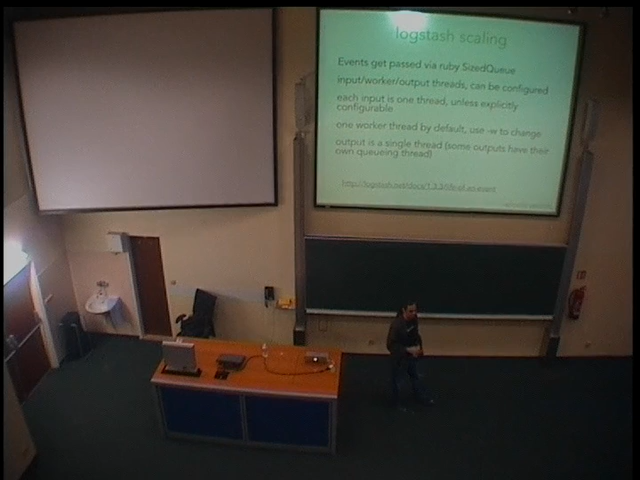 logstash scaling
Events get passed via ruby SizedQueue
input/worker/output threads, can be configured
each input is one thread, unless explicitly
configurable
one worker thread by default, use -w to change
output is a single thread (some outputs have their
own queueing thread)